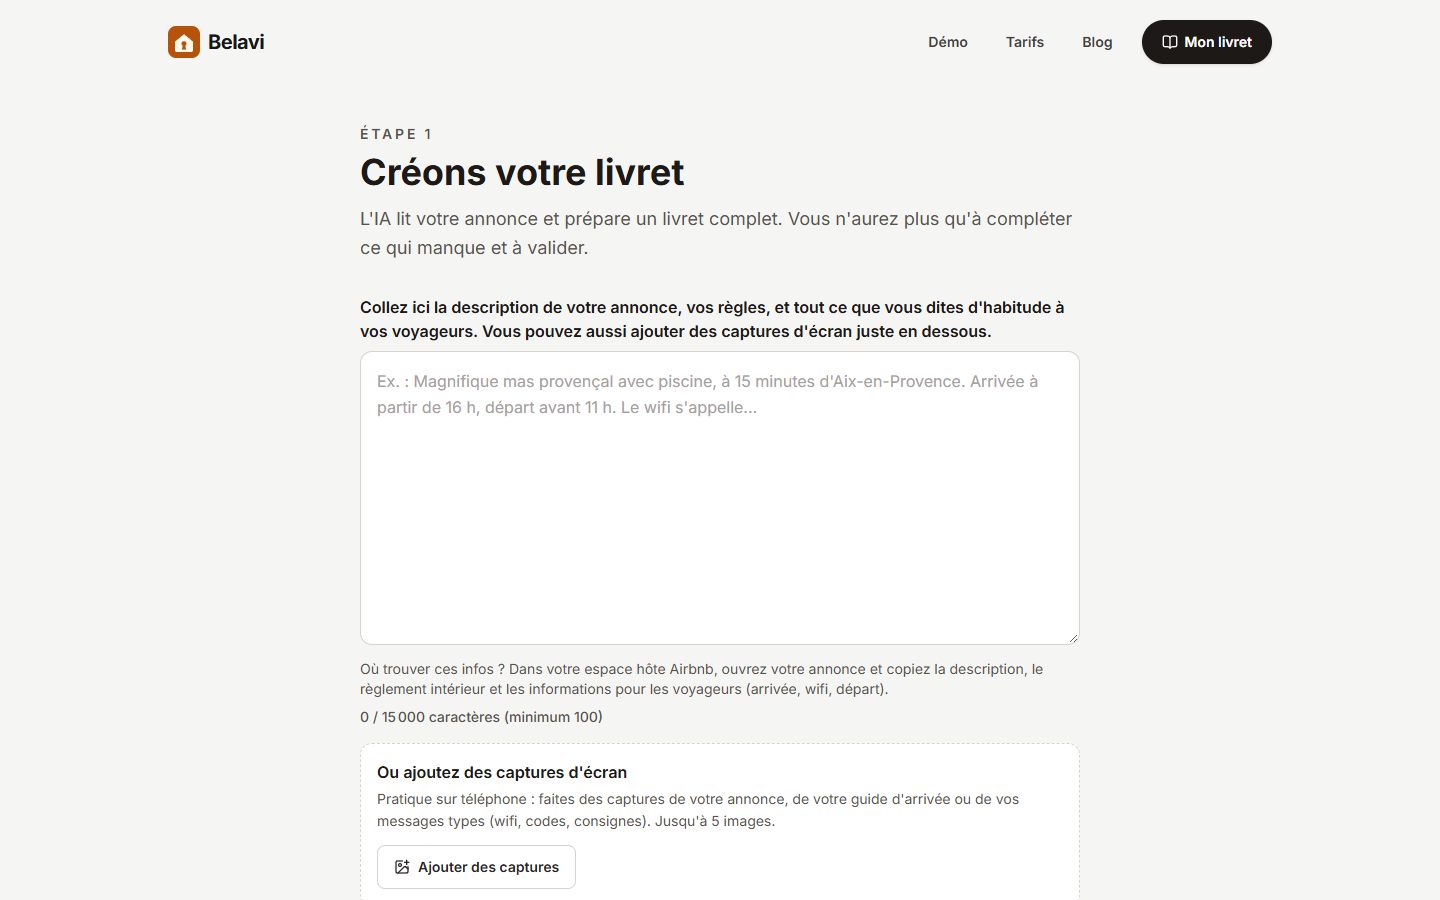 Belavi
Démo
Tarifs
Blog
Mon livret
ÉTAPE 1
Créons votre livret
L'IA lit votre annonce et prépare un livret complet. Vous n'aurez plus qu'à compléter
ce qui manque et à valider.
Collez ici la description de votre annonce, vos règles, et tout ce que vous dites d'habitude à
vos voyageurs. Vous pouvez aussi ajouter des captures d'écran juste en dessous.
Ex. : Magnifique mas provençal avec piscine, à 15 minutes d'Aix-en-Provence. Arrivée à
partir de 16 h, départ avant 11 h. Le wifi s'appelle...
Où trouver ces infos ? Dans votre espace hôte Airbnb, ouvrez votre annonce et copiez la description, le
règlement intérieur et les informations pour les voyageurs (arrivée, wifi, départ).
0 / 15 000 caractères (minimum 100)
Ou ajoutez des captures d'écran
Pratique sur téléphone : faites des captures de votre annonce, de votre guide d'arrivée ou de vos
messages types (wifi, codes, consignes). Jusqu'à 5 images.
Ajouter des captures